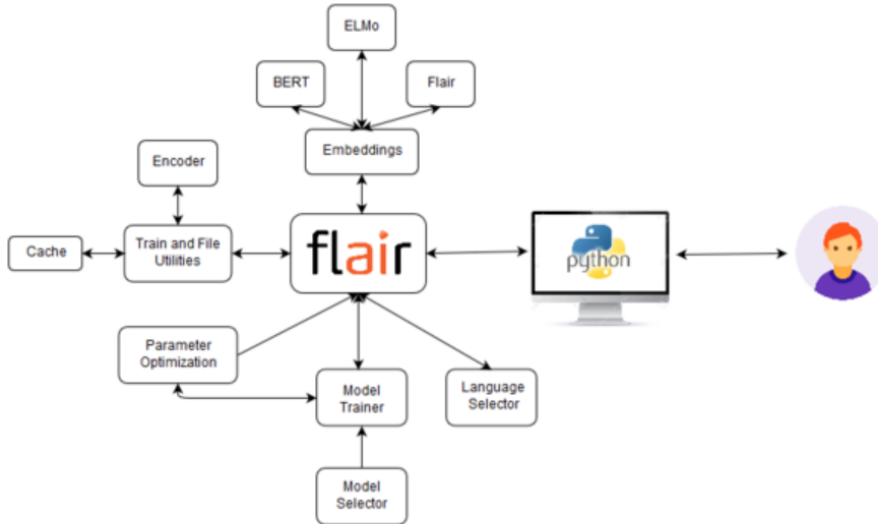 ELMo
BERT
Flair
Embeddings
Encoder
Train and File
Utilities
Cache
flair
python
Parameter
Optimization
Model
Trainer
Language
Selector
Model
Selector